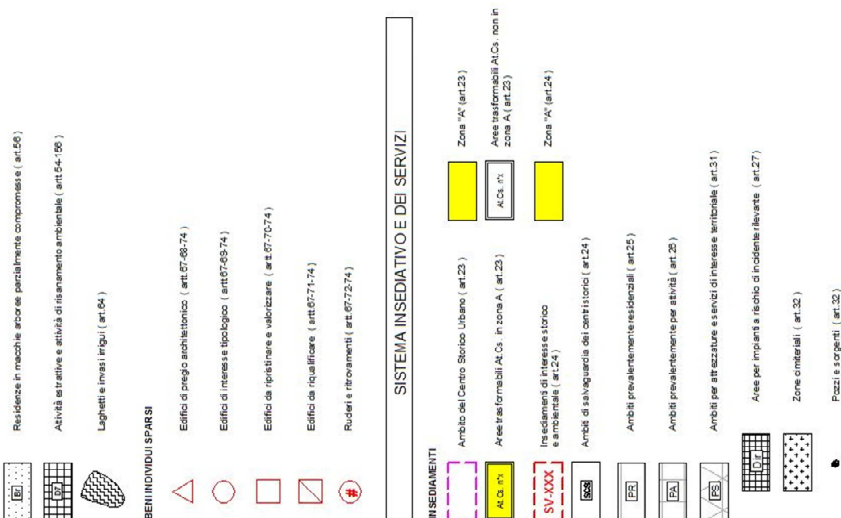 Br
Residenze in macchie arboree parzialmente compromesse ( art.56 )
Attività estrattive e attività di risanamento ambientale ( artt.54-156 )
Laghetti e invasi irrigui ( art.64 )
BENI INDIVIDUI SPARSI
Edifici di pregio architettonico ( artt.67-68-74 )
Edifici di interesse tipologico ( artt.67-69-74 )
Edifici da ripristinare e valorizzare ( artt.67-70-74 )
Edifici da riqualificare ( artt.67-71-74 )
#
Ruderi e ritrovamenti ( artt.67-72-74 )
SISTEMA INSEDIATIVO E DEI SERVIZI
INSEDIAMENTI
Ambito del Centro Storico Urbano ( art.23 )
Zona "A" (art.23 )
At.Cs. n°x
Aree trasformabili At.Cs. in zona A ( art.23 )
At.Cs. n°x
Aree trasformabili At.Cs. non in
zona A ( art.23 )
SV-XXX
Insediamenti di interesse storico
e ambientale ( art.24 )
Zona "A" (art.24 )
SCS
Ambiti di salvaguardia dei centri storici ( art.24 )
PR
Ambiti prevalentemente residenziali ( art.25 )
PA
Ambiti prevalentemente per attività ( art.26 )
PS
Ambiti per attrezzature e servizi di interesse territoriale ( art.31 )
Dir
Aree per impianti a rischio di incidente rilevante ( art.27 )
Zone cimiteriali ( art.32 )
Pozzi e sorgenti ( art.32 )